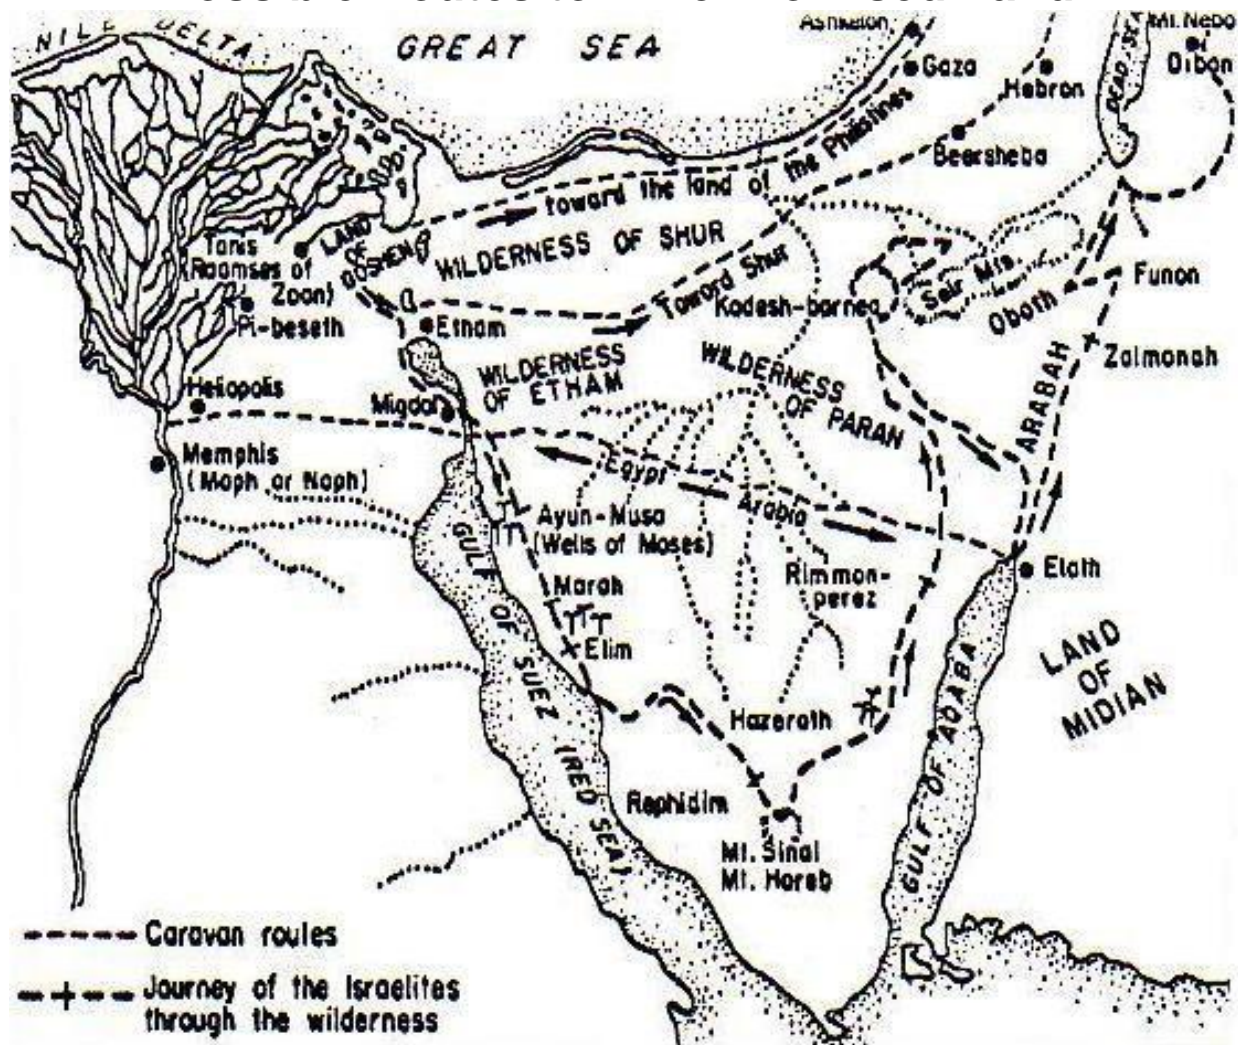 NILE DELTA
GREAT SEA
Ashkelon
Mt. Nebo
Gaza
Dibon
Hebron
DEAD SEA
Beersheba
toward the land of the Philistines
Tanis
(Raamses of
Zoan)
LAND
OF
GOSHEN
WILDERNESS OF SHUR
Toward Shur
Seir Mts.
Funon
Oboth
Kadesh-barnea
Pi-beseth
Etham
Zalmonah
WILDERNESS
OF ETHAM
WILDERNESS
OF PARAN
ARABAH
Heliopolis
Migdol
Memphis
(Moph or Noph)
Egypt
Arabia
Ayun-Musa
(Wells of Moses)
Elath
Rimmon-
perez
Marah
Elim
GULF OF SUEZ
(RED SEA)
LAND
OF
MIDIAN
Hazeroth
GULF OF AQABA
Rephidim
Mt. Sinai
Mt. Horeb
Caravan routes
Journey of the Israelites
through the wilderness